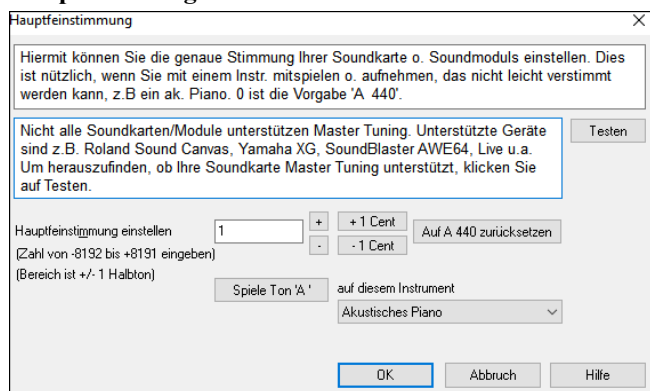 Hauptfeinstimmung
Hiermit können Sie die genaue Stimmung Ihrer Soundkarte o. Soundmoduls einstellen. Dies
ist nützlich, wenn Sie mit einem Instr. mitspielen o. aufnehmen, das nicht leicht verstimmt
werden kann, z.B ein ak. Piano. 0 ist die Vorgabe 'A 440'.
Nicht alle Soundkarten/Module unterstützen Master Tuning. Unterstützte Geräte
sind z.B. Roland Sound Canvas, Yamaha XG, SoundBlaster AWE64, Live u.a.
Um herauszufinden, ob Ihre Soundkarte Master Tuning unterstützt, klicken Sie
auf Testen.
Testen
Hauptfeinstimmung einstellen
1
+
+ 1 Cent
Auf A 440 zurücksetzen
-
- 1 Cent
(Zahl von -8192 bis +8191 eingeben)
(Bereich ist +/- 1 Halbton)
Spiele Ton 'A '
auf diesem Instrument
Akustisches Piano
OK
Abbruch
Hilfe